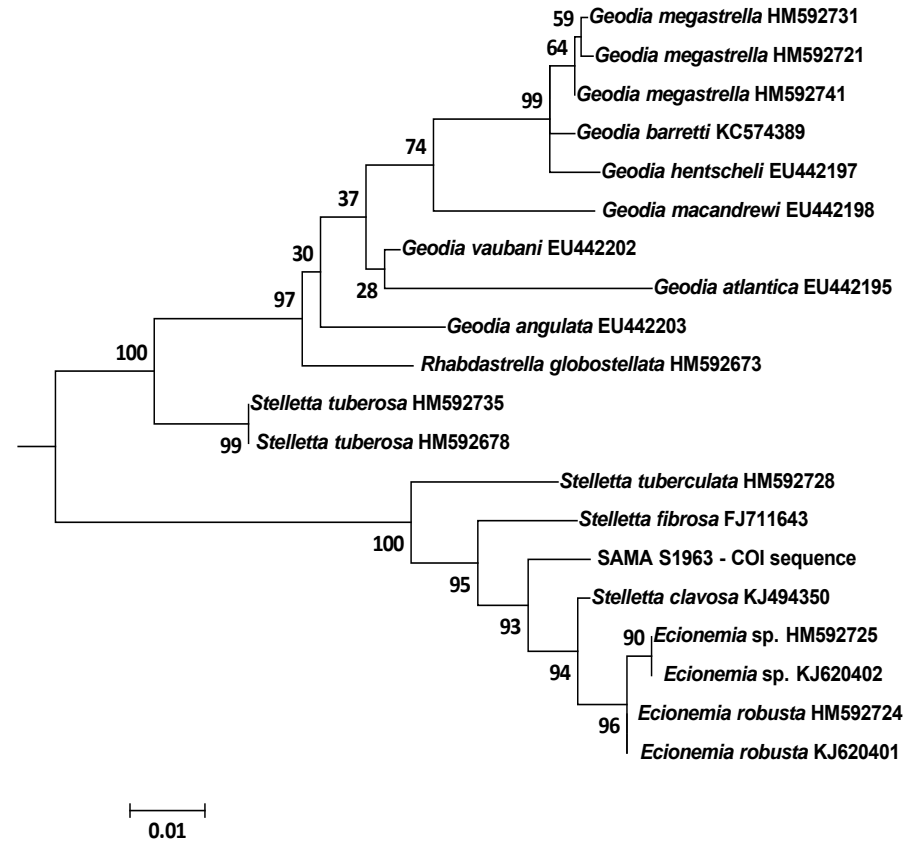 59
Geodia megastrella HM592731
64
Geodia megastrella HM592721
99
Geodia megastrella HM592741
Geodia barretti KC574389
74
Geodia hentscheli EU442197
37
Geodia macandrewi EU442198
30
Geodia vaubani EU442202
28
Geodia atlantica EU442195
97
Geodia angulata EU442203
100
Rhabdastrella globostellata HM592673
Stelletta tuberosa HM592735
99
Stelletta tuberosa HM592678
Stelletta tuberculata HM592728
100
Stelletta fibrosa FJ711643
95
SAMA S1963 - COI sequence
93
Stelletta clavosa KJ494350
90
Ecionemia sp. HM592725
94
Ecionemia sp. KJ620402
96
Ecionemia robusta HM592724
Ecionemia robusta KJ620401
0.01